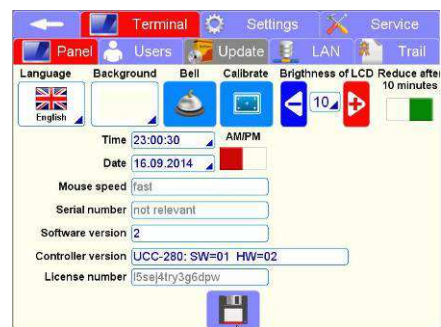 Terminal Settings Service
Panel Users Update LAN Trail
Language Background Bell Calibrate Brigthness of LCD Reduce after
10 minutes
English 10
Time 23:00:30 AM/PM
Date 16.09.2014
Mouse speed fast
Serial number not relevant
Software version 2
Controller version UCC-280: SW=01 HW=02
License number l5sej4try3g6dpw